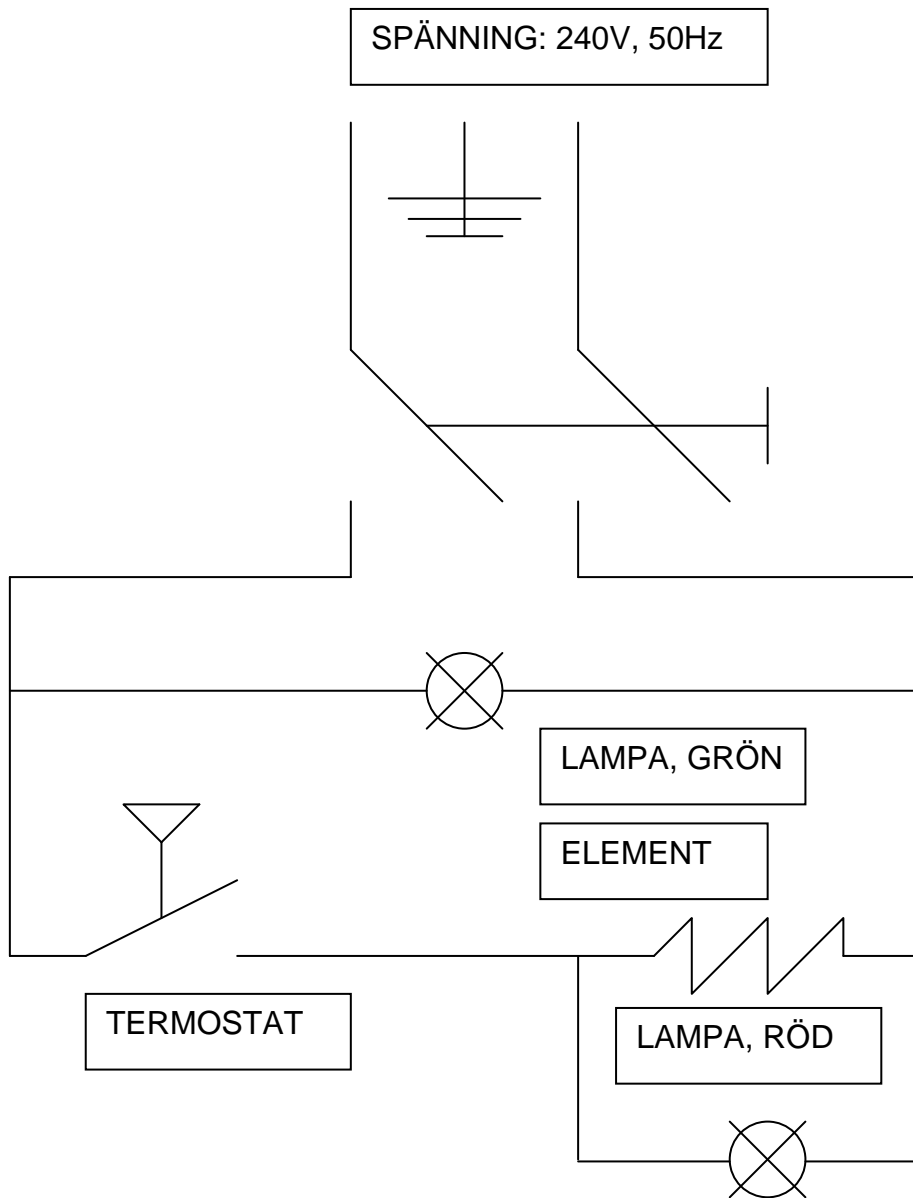 SPÄNNING: 240V, 50Hz
LAMPA, GRÖN
ELEMENT
TERMOSTAT
LAMPA, RÖD